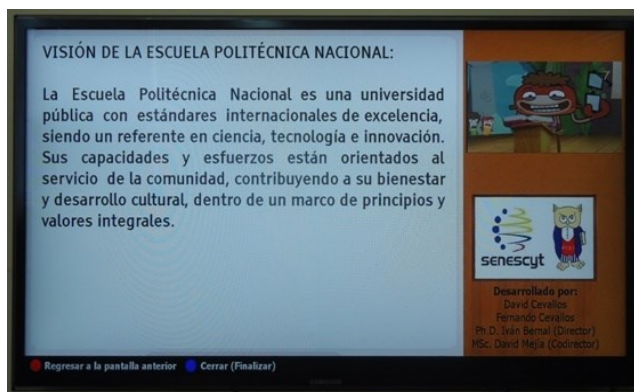 VISIÓN DE LA ESCUELA POLITÉCNICA NACIONAL:
La Escuela Politécnica Nacional es una universidad
pública con estándares internacionales de excelencia,
siendo un referente en ciencia, tecnología e innovación.
Sus capacidades y esfuerzos están orientados al
servicio de la comunidad, contribuyendo a su bienestar
y desarrollo cultural, dentro de un marco de principios y
valores integrales.
senescyt
Desarrollado por:
David Cevallos
Fernando Cevallos
Ph.D. Iván Bernal (Director)
MSc. David Mejía (Codirector)
Regresar a la pantalla anterior
Cerrar (Finalizar)